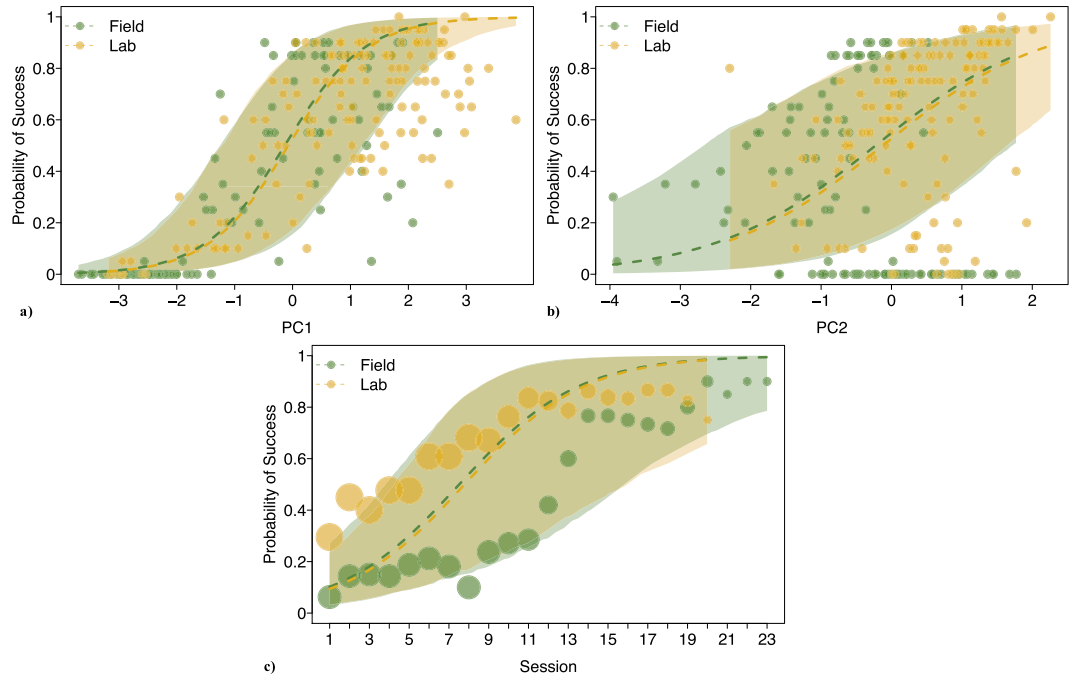 Field
Lab
Probability of Success
1
0.8
0.6
0.4
0.2
0
−3
−2
−1
0
1
2
3
a)
PC1
Field
Lab
Probability of Success
1
0.8
0.6
0.4
0.2
0
−4
−3
−2
−1
0
1
2
b)
PC2
Field
Lab
Probability of Success
1
0.8
0.6
0.4
0.2
0
1
3
5
7
9
11
13
15
17
19
21
23
c)
Session